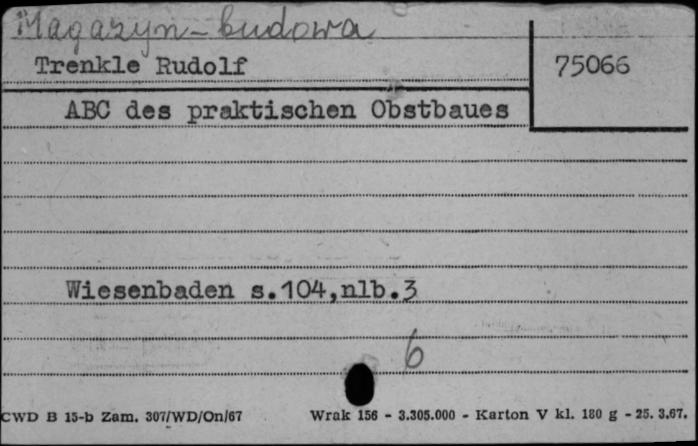 Magazyn-budowa
Trenkle Rudolf
75066
ABC des praktischen Obstbaues
Wiesenbaden s.104,nlb.3
6
CWD B 15-b Zam. 307/WD/On/67 Wrak 156 - 3.305.000 - Karton V kl. 180 g - 25. 3.67.